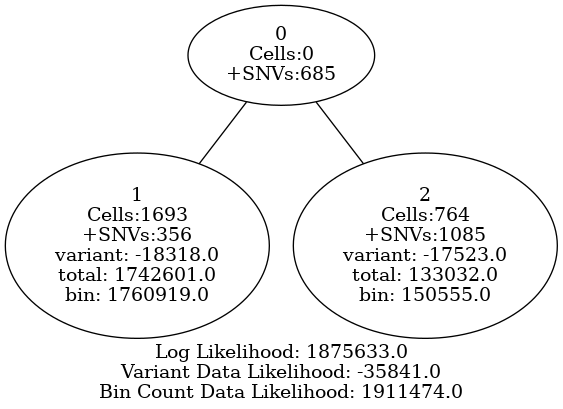 0
Cells:0
+SNVs:685
1
Cells:1693
+SNVs:356
variant: -18318.0
total: 1742601.0
bin: 1760919.0
2
Cells:764
+SNVs:1085
variant: -17523.0
total: 133032.0
bin: 150555.0
Log Likelihood: 1875633.0
Variant Data Likelihood: -35841.0
Bin Count Data Likelihood: 1911474.0